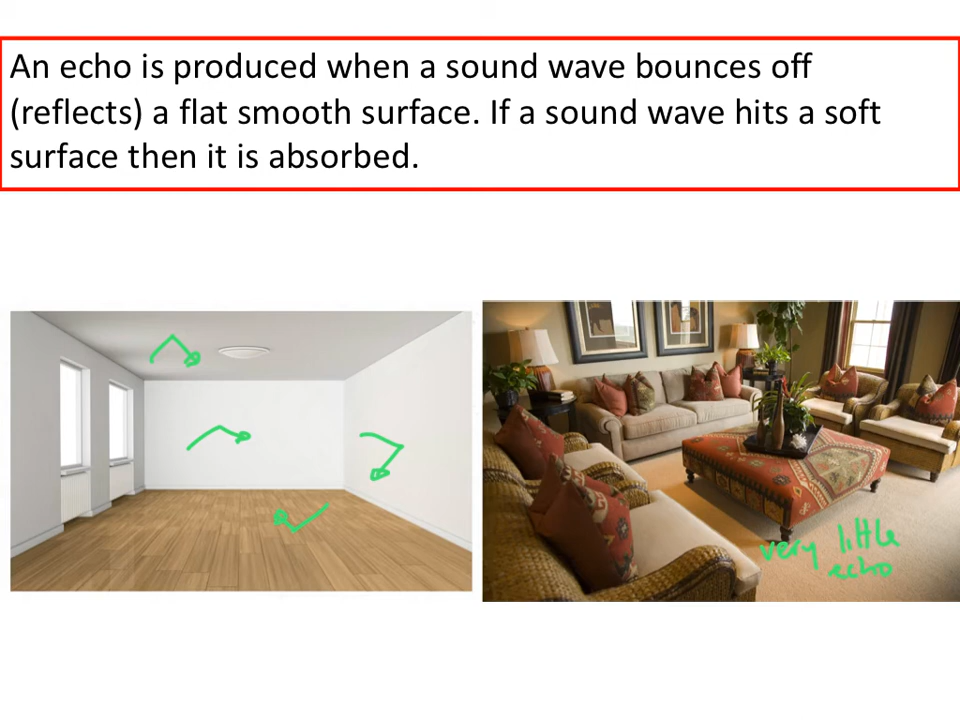 An echo is produced when a sound wave bounces off
(reflects) a flat smooth surface. If a sound wave hits a soft
surface then it is absorbed.
very little
echo